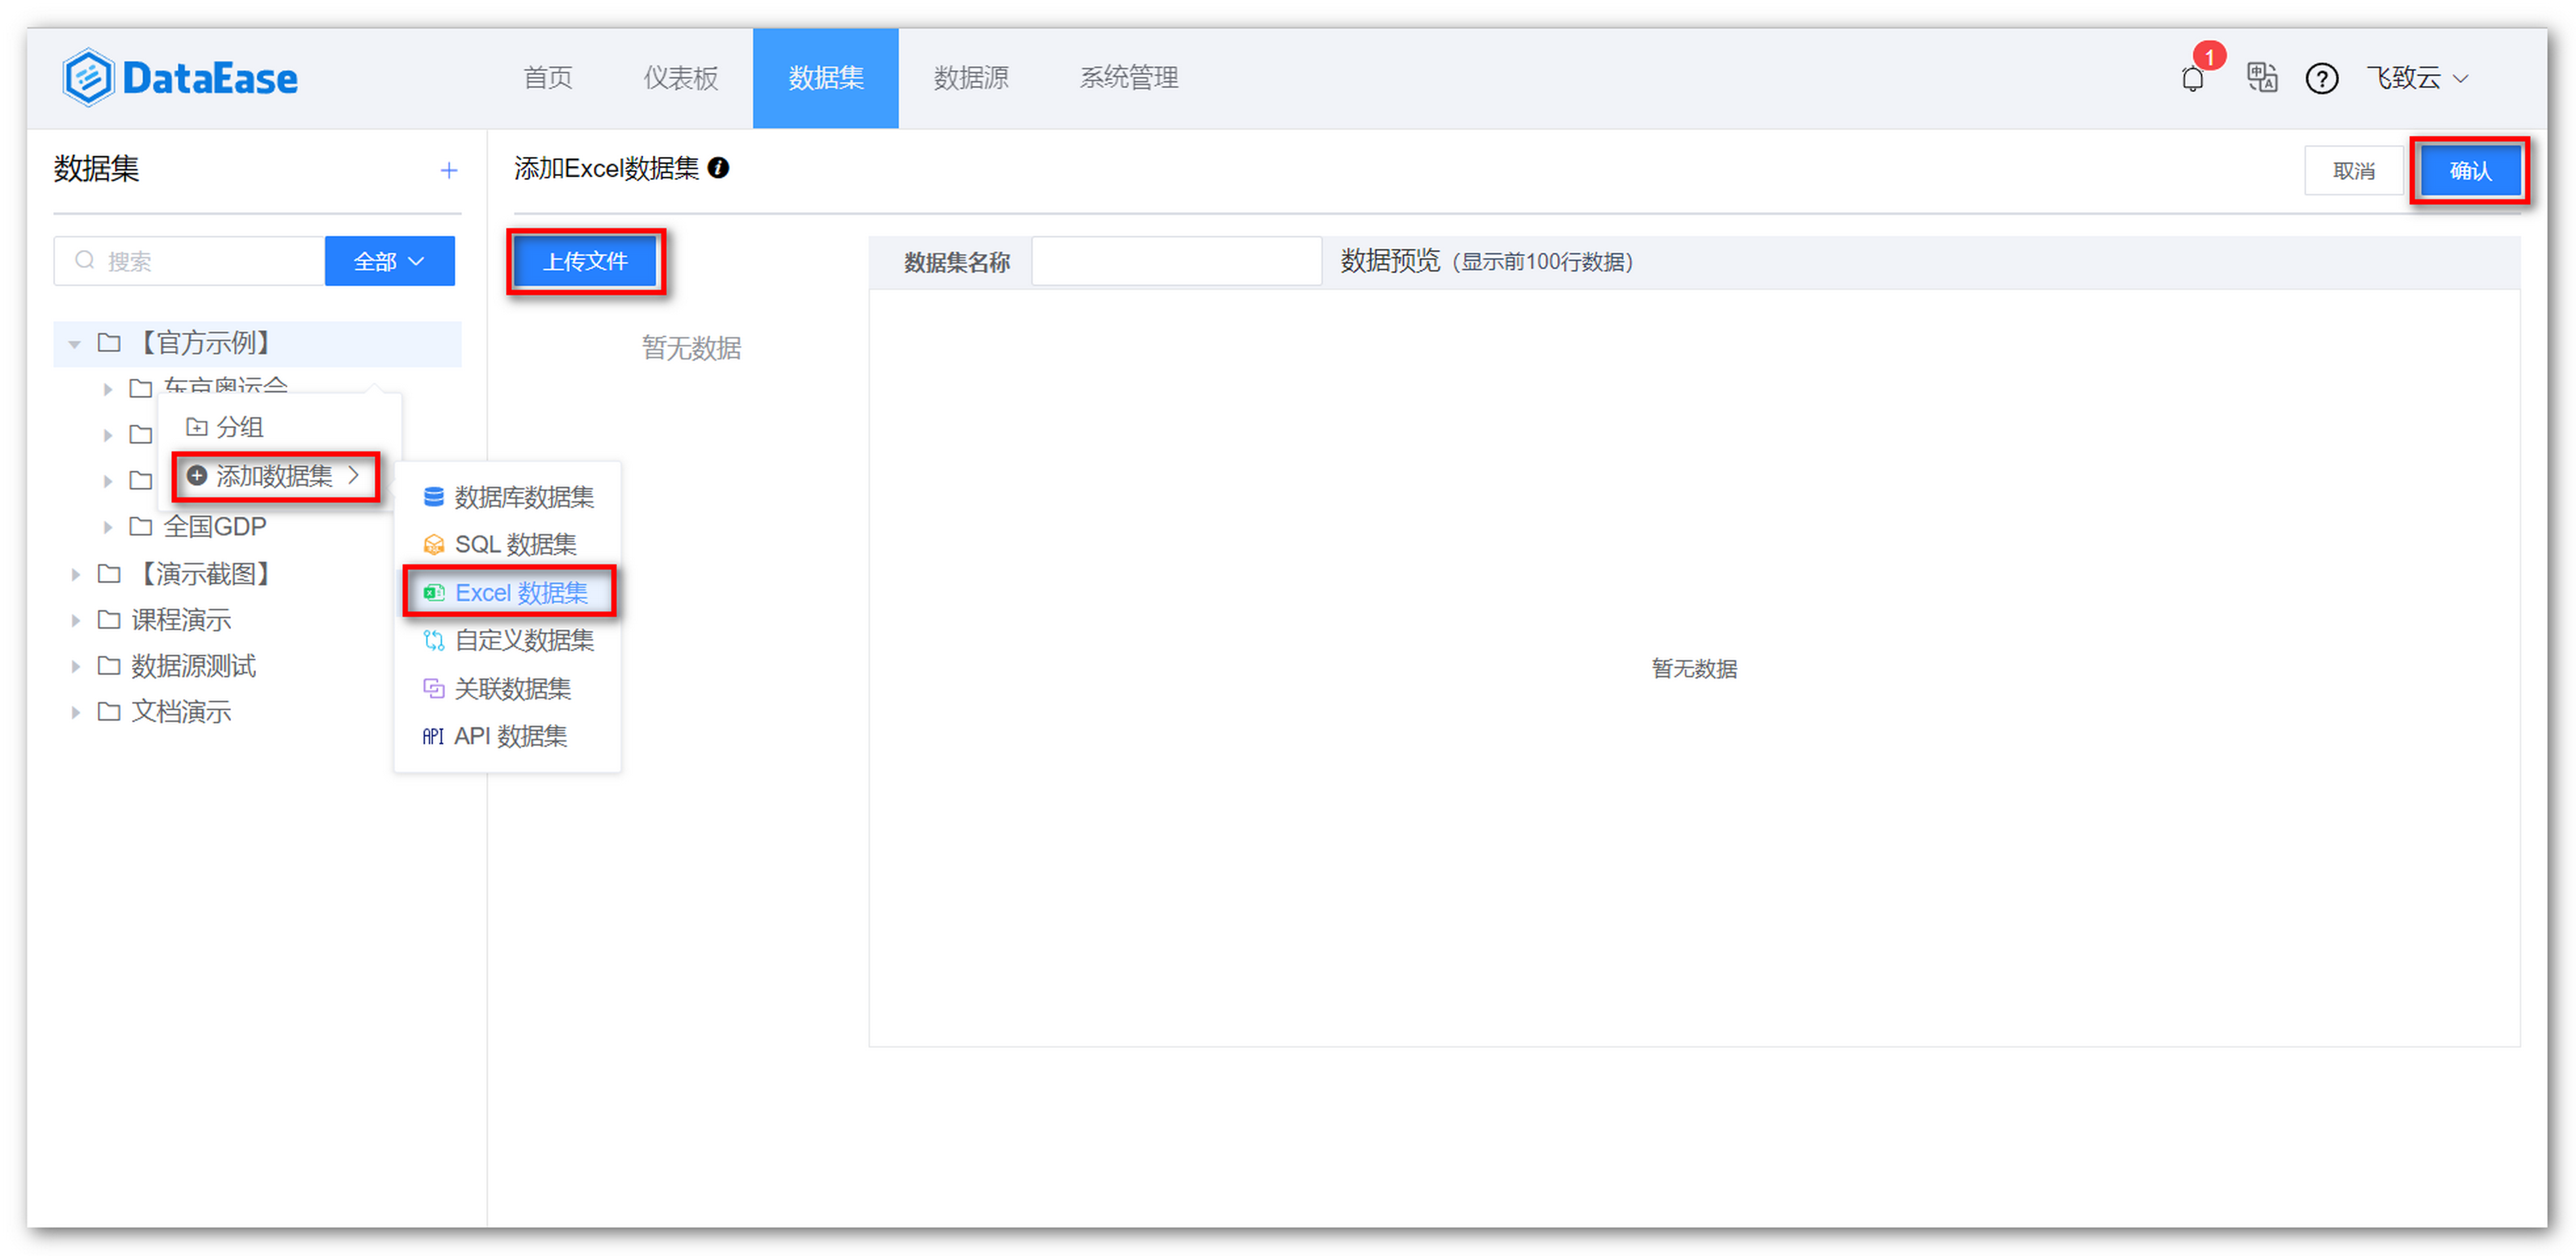 DataEase
首页
仪表板
数据集
数据源
系统管理
1
飞致云
数据集
添加Excel数据集
取消
确认
搜索
全部
上传文件
数据集名称
数据预览（显示前100行数据）
暂无数据
【官方示例】
东京奥运会
分组
添加数据集
全国GDP
【演示截图】
课程演示
数据源测试
文档演示
数据库数据集
SQL 数据集
Excel 数据集
自定义数据集
关联数据集
API API 数据集
暂无数据